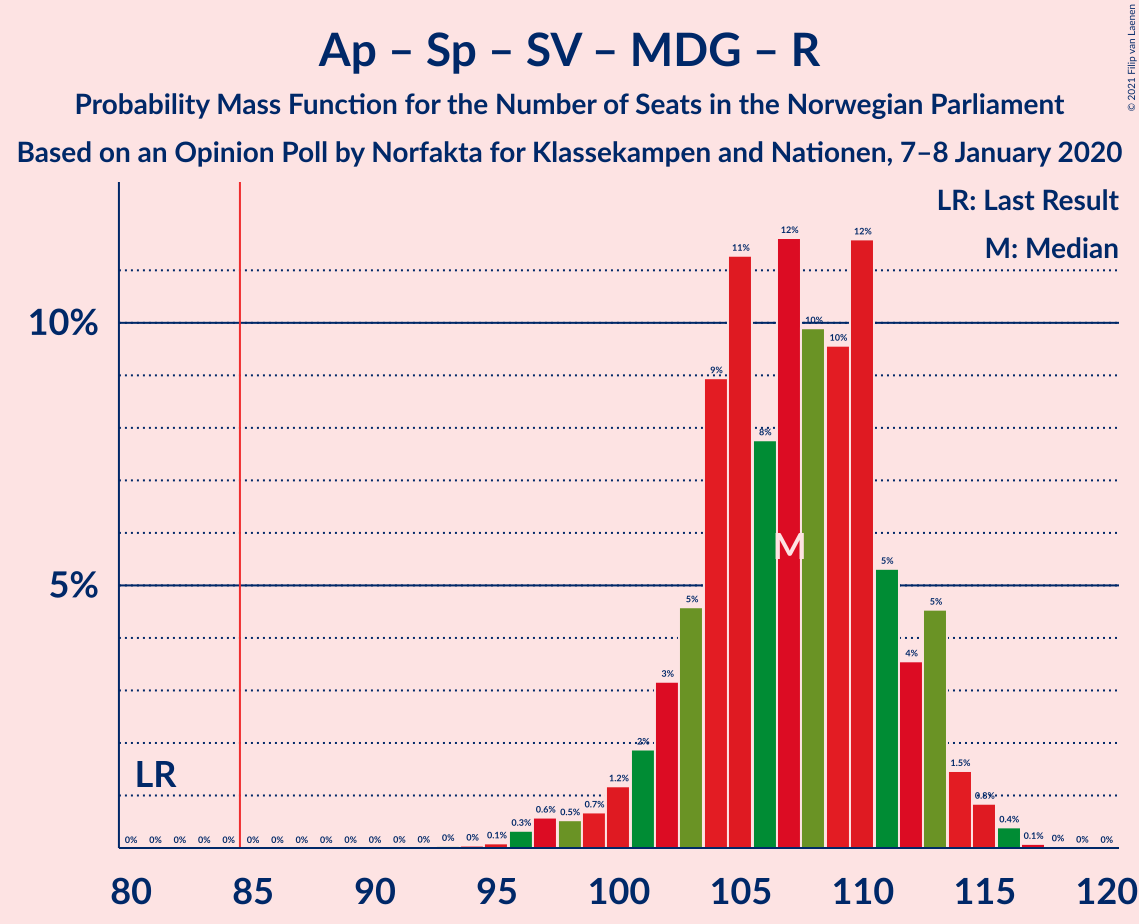 Ap – Sp – SV – MDG – R
Probability Mass Function for the Number of Seats in the Norwegian Parliament
Based on an Opinion Poll by Norfakta for Klassekampen and Nationen, 7–8 January 2020
© 2021 Filip van Laenen
LR: Last Result
M: Median
10%
5%
LR
M
0% 0% 0% 0% 0% 0% 0% 0% 0% 0% 0% 0% 0% 0% 0% 0.1% 0.3% 0.6% 0.5% 0.7% 1.2% 2% 3% 5% 9% 11% 8% 12% 10% 10% 12% 5% 4% 5% 1.5% 0.8% 0.4% 0.1% 0% 0% 0%
80 85 90 95 100 105 110 115 120